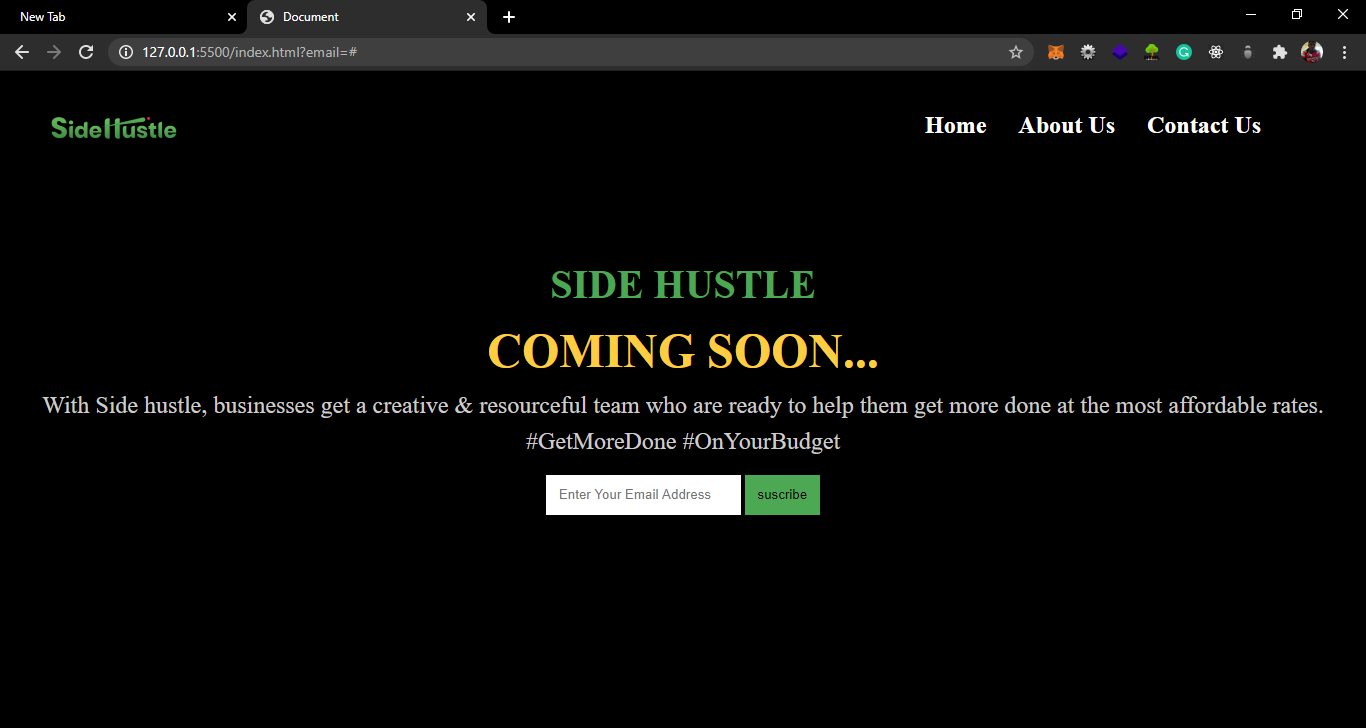 New Tab
Document
127.0.0.1:5500/index.html?email=#
SideHustle
Home About Us Contact Us
SIDE HUSTLE
COMING SOON...
With Side hustle, businesses get a creative & resourceful team who are ready to help them get more done at the most affordable rates.
#GetMoreDone #OnYourBudget
Enter Your Email Address suscribe